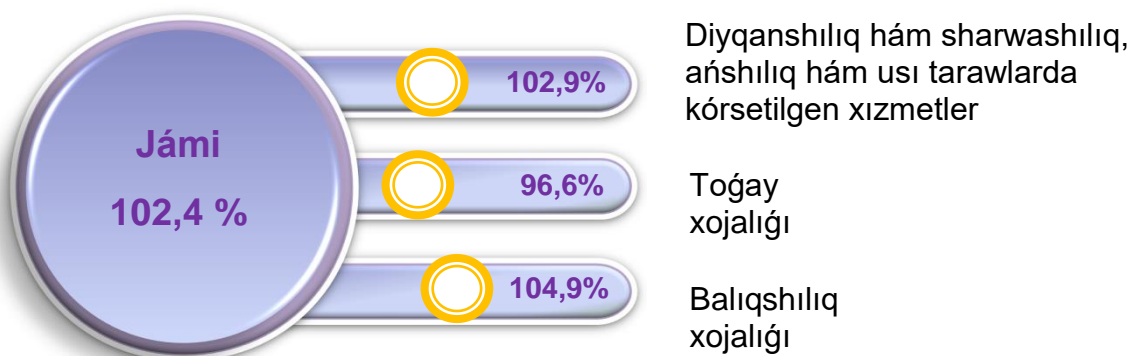 Jámi
102,4 %
102,9%
Diyqanshılıq hám sharwashılıq,
ańshılıq hám usı tarawlarda
kórsetilgen xızmetler
96,6%
Toǵay
xojalıǵı
104,9%
Balıqshılıq
xojalıǵı